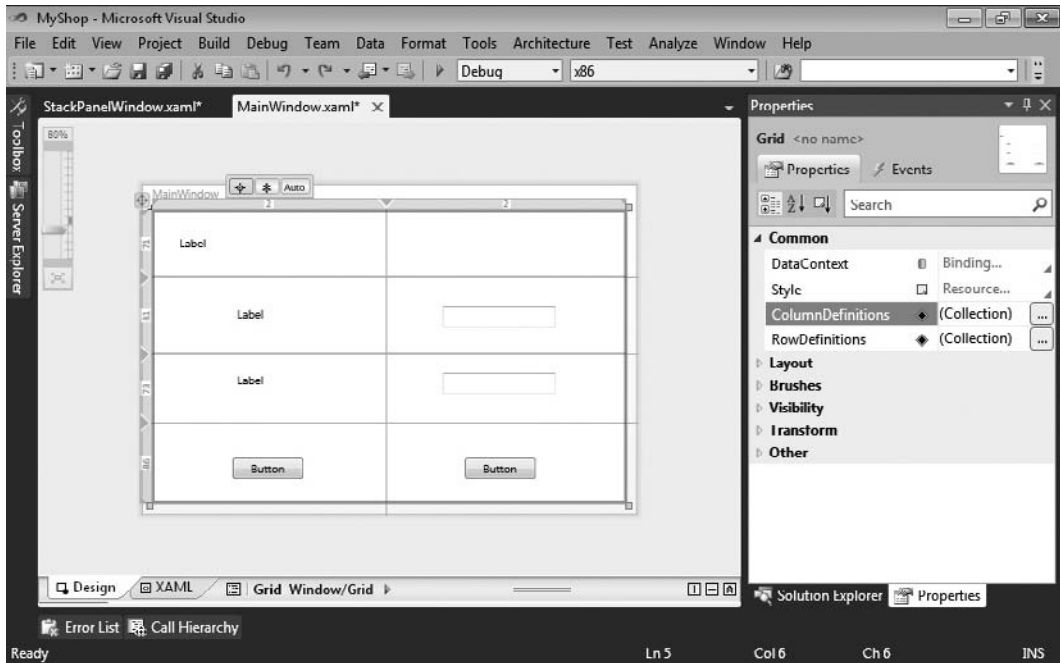 MyShop - Microsoft Visual Studio
File Edit View Project Build Debug Team Data Format Tools Architecture Test Analyze Window Help
Debug x86
Toolbox
Server Explorer
StackPanelWindow.xaml* MainWindow.xaml*
80%
MainWindow Auto
2 2
Label
Label
Label
Button Button
Design XAML Grid Window/Grid
Properties
Grid <no name>
Properties Events
Search
Common
DataContext Binding...
Style Resource...
ColumnDefinitions (Collection) ...
RowDefinitions (Collection) ...
Layout
Brushes
Visibility
Transform
Other
Solution Explorer Properties
Error List Call Hierarchy
Ready Ln 5 Col 6 Ch 6 INS